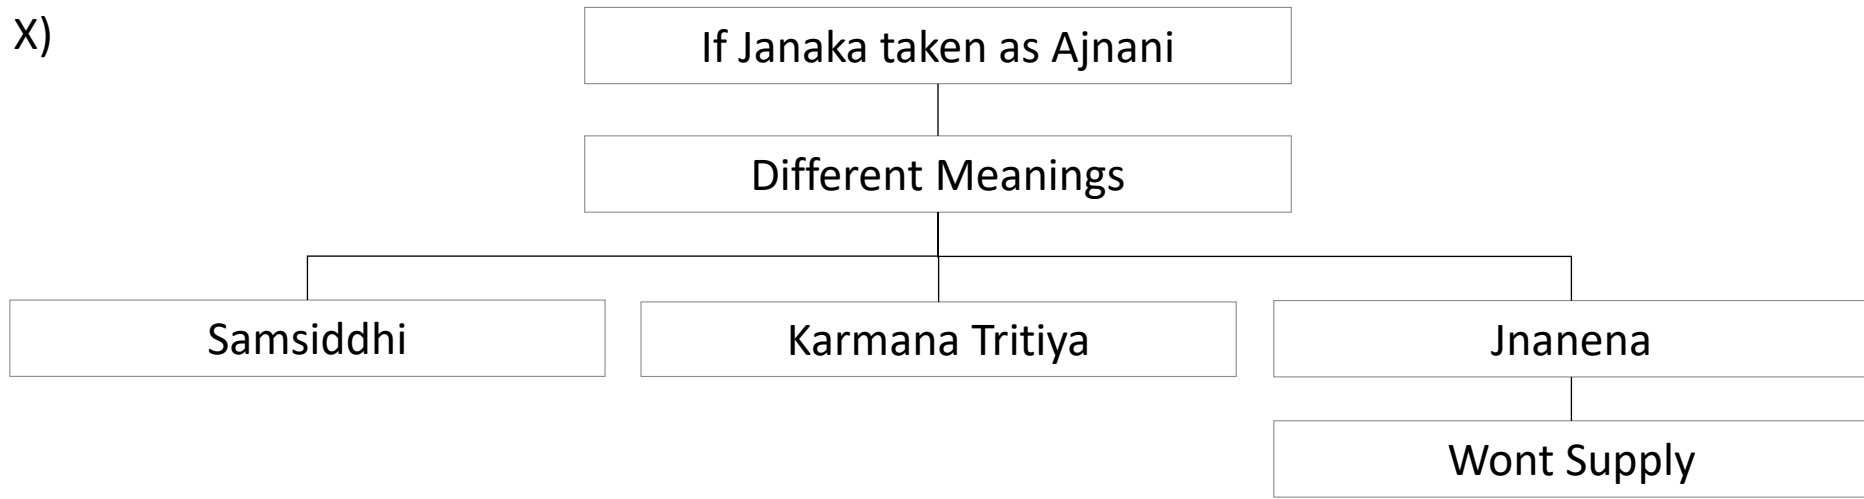 X)
If Janaka taken as Ajnani
Different Meanings
Samsiddhi
Karmana Tritiya
Jnanena
Wont Supply